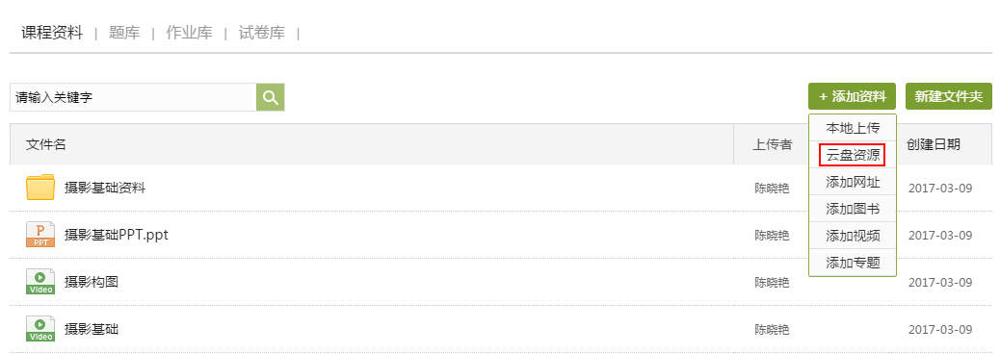 课程资料 | 题库 | 作业库 | 试卷库 |
请输入关键字
+ 添加资料
新建文件夹
本地上传
云盘资源
添加网址
添加图书
添加视频
添加专题
文件名 上传者 创建日期
摄影基础资料 陈晓艳 2017-03-09
PPT
摄影基础PPT.ppt 陈晓艳 2017-03-09
Video
摄影构图 陈晓艳 2017-03-09
Video
摄影基础 陈晓艳 2017-03-09